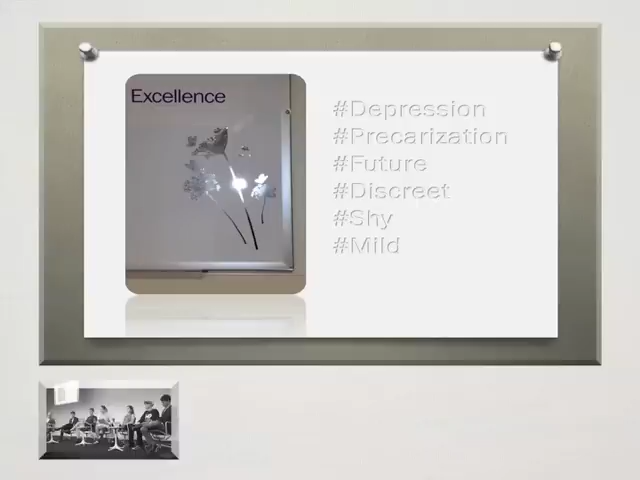 Excellence
#Depression
#Precarization
#Future
#Discreet
#Shy
#Mild